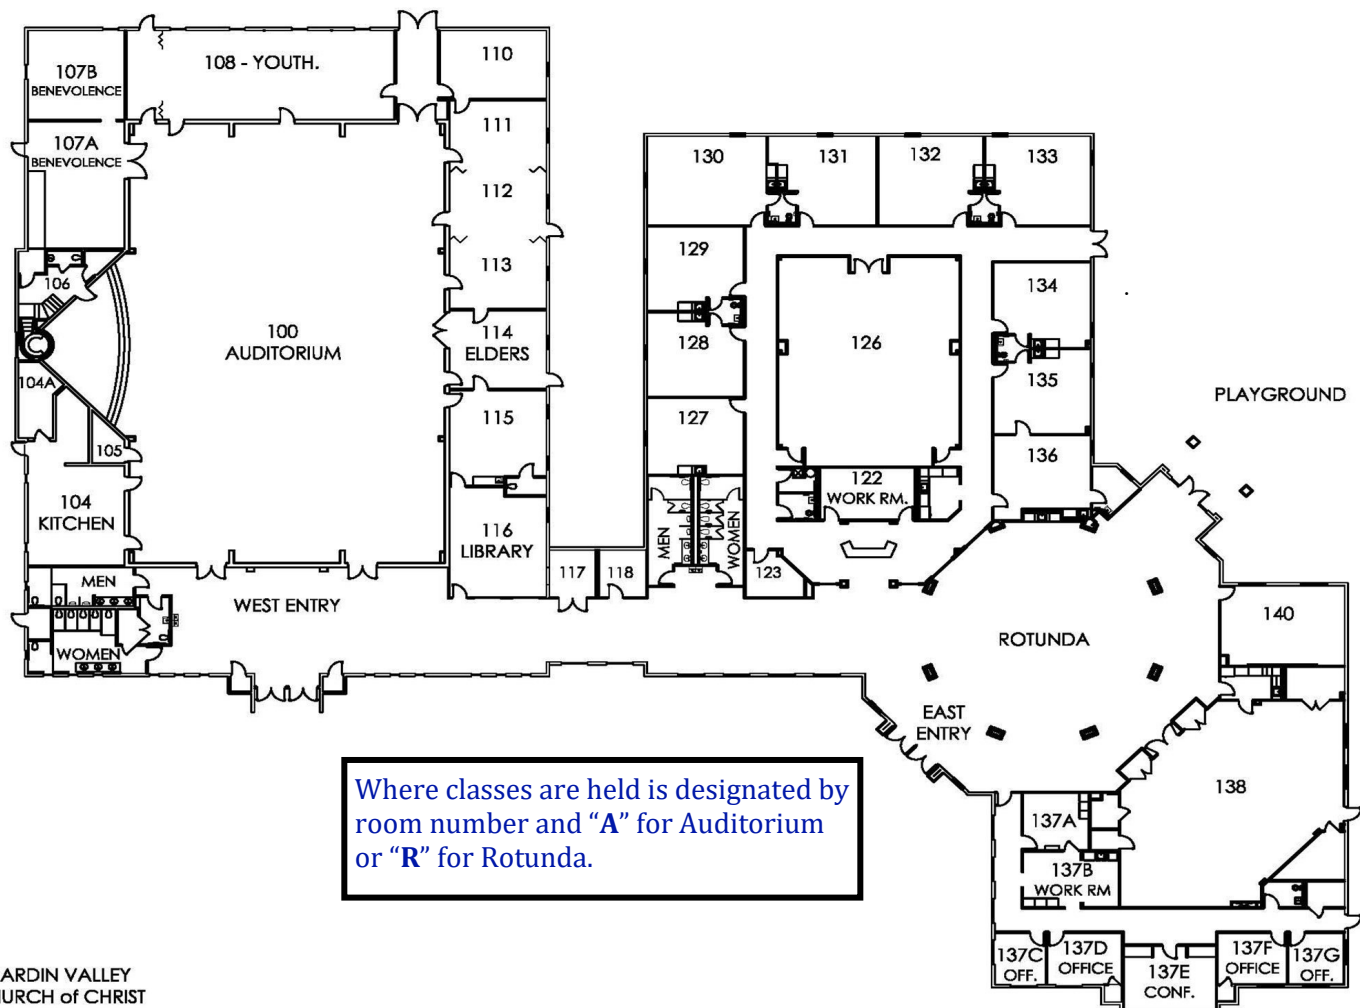 107B
BENEVOLENCE
108 - YOUTH.
110
107A
BENEVOLENCE
111
112
113
106
100
AUDITORIUM
114
ELDERS
104A
115
105
104
KITCHEN
116
LIBRARY
MEN
WOMEN
WEST ENTRY
117
118
130
131
132
133
129
128
127
126
134
135
136
122
WORK RM.
MEN
WOMEN
123
PLAYGROUND
ROTUNDA
140
EAST
ENTRY
138
137A
137B
WORK RM
137C
OFF.
137D
OFFICE
137E
CONF.
137F
OFFICE
137G
OFF.
Where classes are held is designated by
room number and “A” for Auditorium
or “R” for Rotunda.
ARDIN VALLEY
HURCH of CHRIST